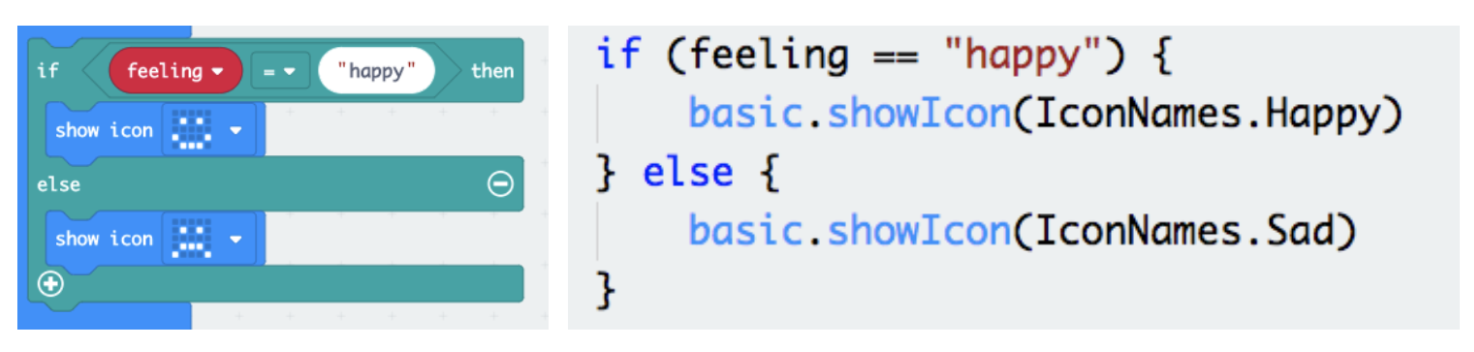 if feeling = "happy" then
show icon
else
show icon
if (feeling == "happy") {
basic.showIcon(IconNames.Happy)
} else {
basic.showIcon(IconNames.Sad)
}